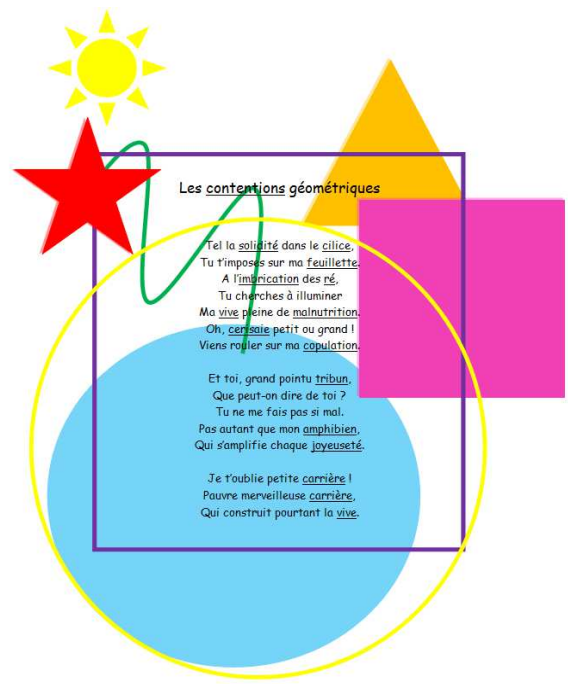 Les contentions géométriques
Tel la solidité dans le cilice,
Tu t'imposes sur ma feuillette.
A l'imbrication des ré,
Tu cherches à illuminer
Ma vive pleine de malnutrition.
Oh, cerisaie petit ou grand !
Viens rouler sur ma copulation.
Et toi, grand pointu tribun,
Que peut-on dire de toi ?
Tu ne me fais pas si mal.
Pas autant que mon amphibien,
Qui s'amplifie chaque joyeuseté.
Je t'oublie petite carrière !
Pauvre merveilleuse carrière,
Qui construit pourtant la vive.